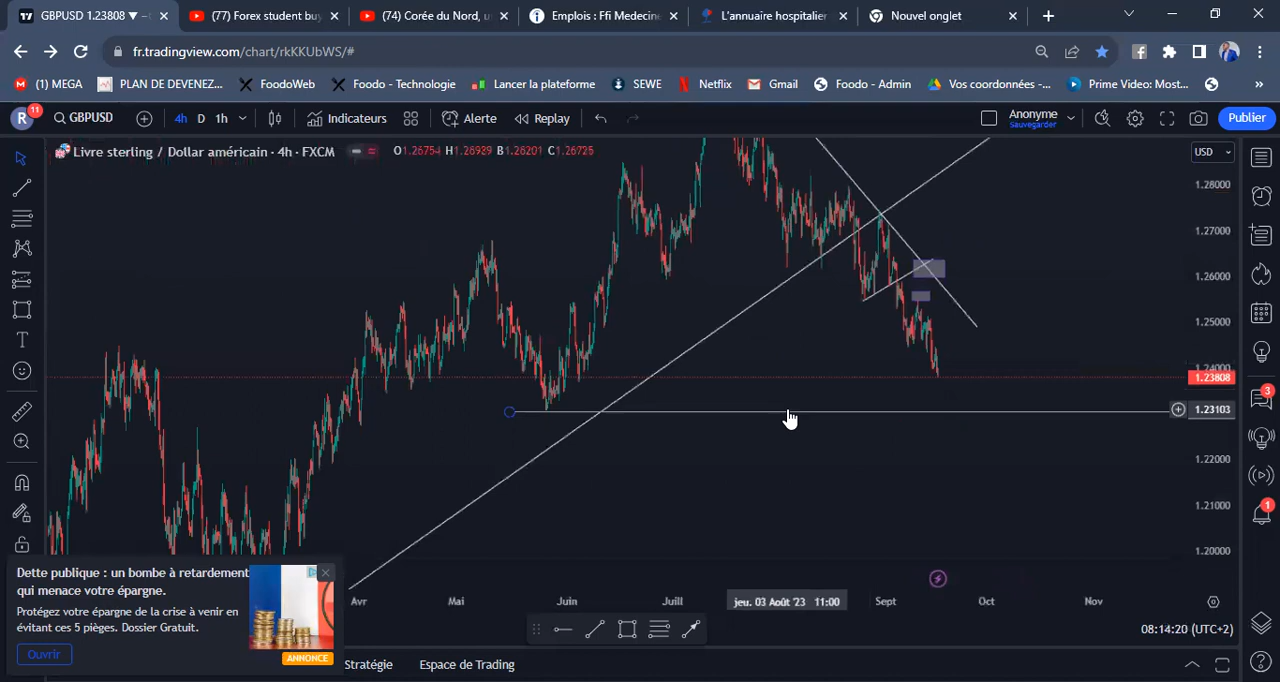 GBPUSD 1.23808 ▼
(77) Forex student bu
(74) Corée du Nord, u
Emplois : Ffi Medecine
L'annuaire hospitalier
Nouvel onglet
fr.tradingview.com/chart/rkKKUbWS/#
(1) MEGA
PLAN DE DEVENEZ...
FoodoWeb
Foodo - Technologie
Lancer la plateforme
SEWE
Netflix
Gmail
Foodo - Admin
Vos coordonnées -...
Prime Video: Most...
»
R
11
GBPUSD
4h
D
1h
Indicateurs
Alerte
Replay
Anonyme
Sauvegarder
Publier
Livre sterling / Dollar américain · 4h · FXCM
O1.26754 H1.26929 B1.26201 C1.26725
USD
1.28000
1.27000
1.26000
1.25000
1.24000
1.23808
1.23103
1.22000
1.21000
1.20000
3
1
Dette publique : un bombe à retardement
qui menace votre épargne.
Protégez votre épargne de la crise à venir en
évitant ces 5 pièges. Dossier Gratuit.
Ouvrir
ANNONCE
Avr
Mai
Juin
Juill
jeu. 03 Août '23 11:00
Sept
Oct
Nov
08:14:20 (UTC+2)
Stratégie
Espace de Trading